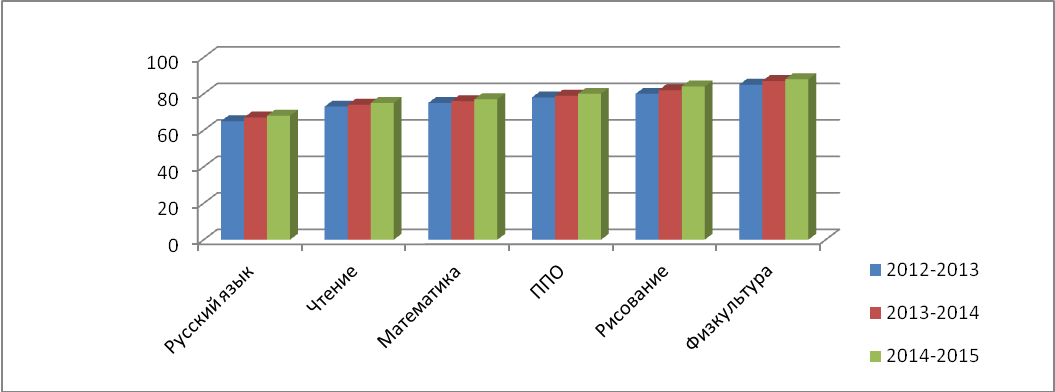 100
80
60
40
20
0
Русский язык
Чтение
Математика
ППО
Рисование
Физкультура
2012-2013
2013-2014
2014-2015